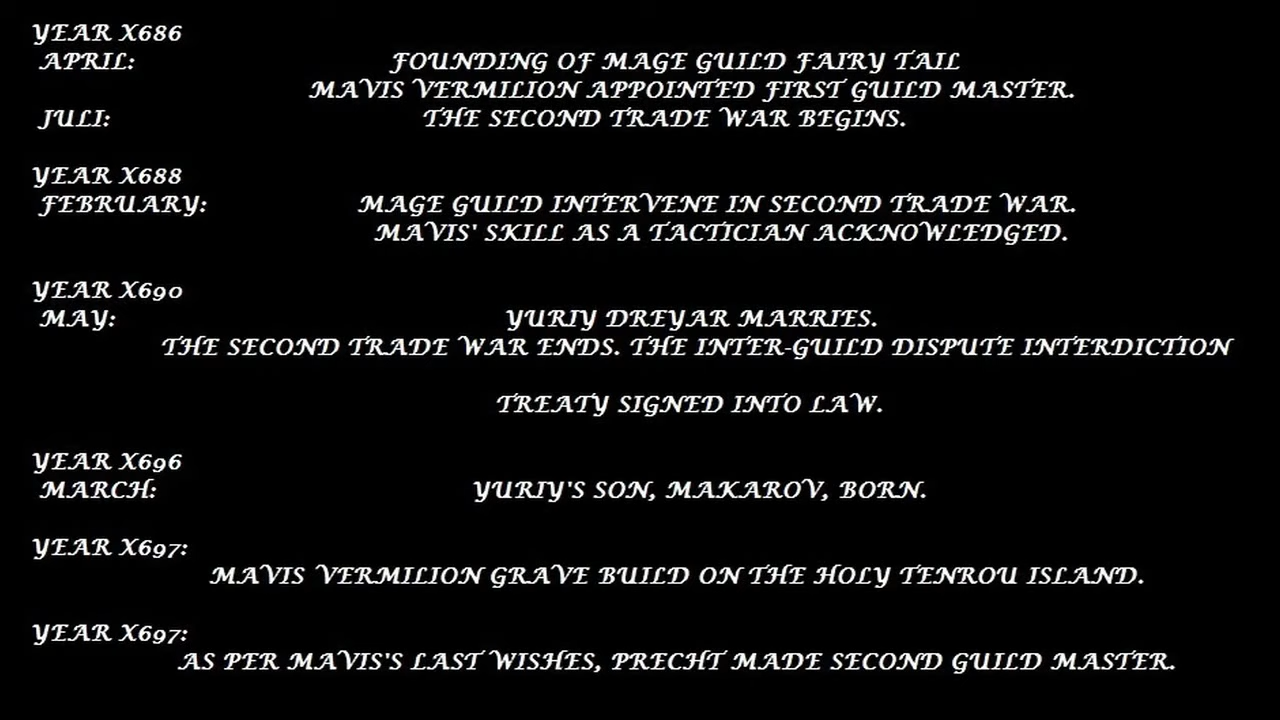 YEAR X686
APRIL: FOUNDING OF MAGE GUILD FAIRY TAIL
MAVIS VERMILION APPOINTED FIRST GUILD MASTER.
JULI: THE SECOND TRADE WAR BEGINS.
YEAR X688
FEBRUARY: MAGE GUILD INTERVENE IN SECOND TRADE WAR.
MAVIS' SKILL AS A TACTICIAN ACKNOWLEDGED.
YEAR X690
MAY: YURIY DREYAR MARRIES.
THE SECOND TRADE WAR ENDS. THE INTER-GUILD DISPUTE INTERDICTION
TREATY SIGNED INTO LAW.
YEAR X696
MARCH: YURIY'S SON, MAKAROV, BORN.
YEAR X697:
MAVIS VERMILION GRAVE BUILD ON THE HOLY TENROU ISLAND.
YEAR X697:
AS PER MAVIS'S LAST WISHES, PRECHT MADE SECOND GUILD MASTER.